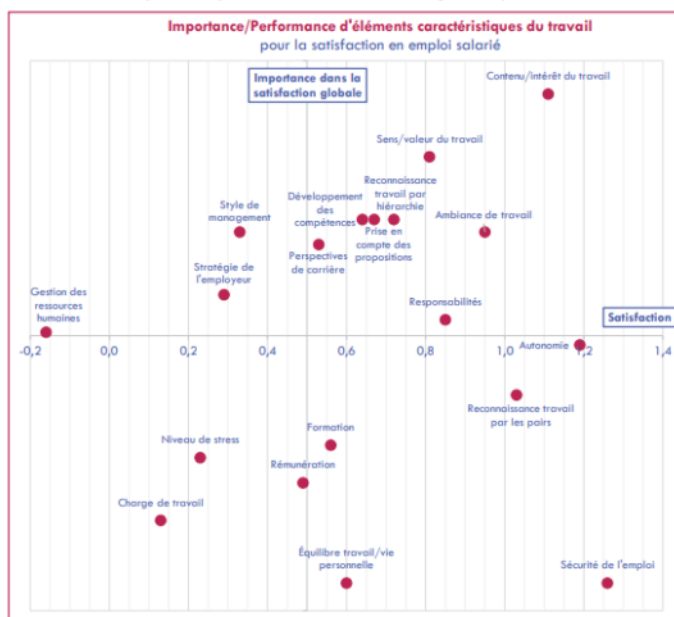 Importance/Performance d'éléments caractéristiques du travail
pour la satisfaction en emploi salarié
Importance dans la
satisfaction globale
Contenu/intérêt du travail
Sens/valeur du travail
Reconnaissance
travail par
hiérarchie
Développement
des
compétences
Style de
management
Ambiance de travail
Prise en
compte des
propositions
Perspectives
de carrière
Stratégie de
l'employeur
Gestion des
ressources
humaines
Responsabilités
Satisfaction
Autonomie
-0,2 0,0 0,2 0,4 0,6 0,8 1,0 1,2 1,4
Reconnaissance travail
par les pairs
Formation
Niveau de stress
Rémunération
Charge de travail
Équilibre travail/vie
personnelle
Sécurité de l'emploi